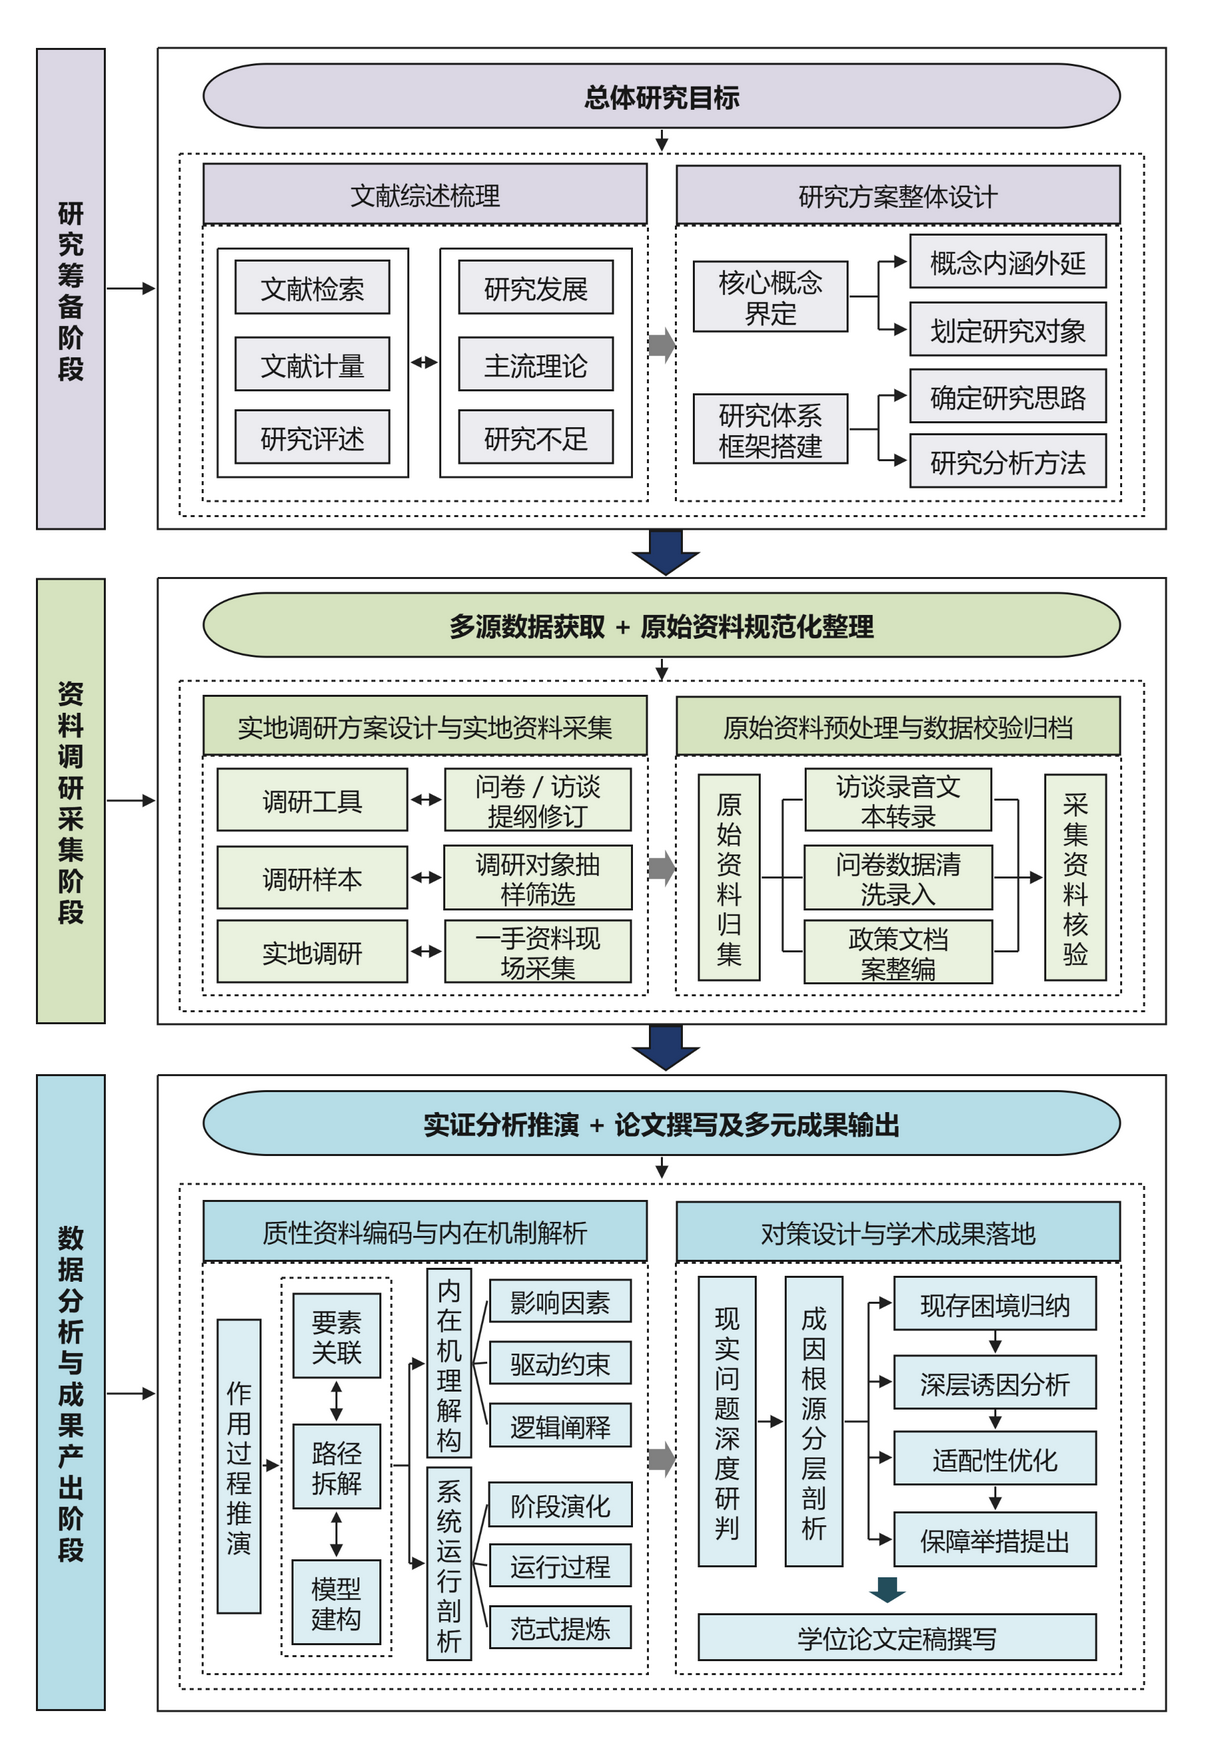 研究筹备阶段
总体研究目标
文献综述梳理
文献检索
文献计量
研究评述
研究发展
主流理论
研究不足
研究方案整体设计
核心概念
界定
概念内涵外延
划定研究对象
研究体系
框架搭建
确定研究思路
研究分析方法
资料调研采集阶段
多源数据获取 + 原始资料规范化整理
实地调研方案设计与实地资料采集
调研工具
问卷 / 访谈
提纲修订
调研样本
调研对象抽
样筛选
实地调研
一手资料现
场采集
原始资料预处理与数据校验归档
原始资料归集
访谈录音文
本转录
问卷数据清
洗录入
政策文档
案整编
采集资料核验
数据分析与成果产出阶段
实证分析推演 + 论文撰写及多元成果输出
质性资料编码与内在机制解析
作用过程推演
要素
关联
路径
拆解
模型
建构
内在机理解构
影响因素
驱动约束
逻辑阐释
系统运行剖析
阶段演化
运行过程
范式提炼
对策设计与学术成果落地
现实问题深度研判
成因根源分层剖析
现存困境归纳
深层诱因分析
适配性优化
保障举措提出
学位论文定稿撰写